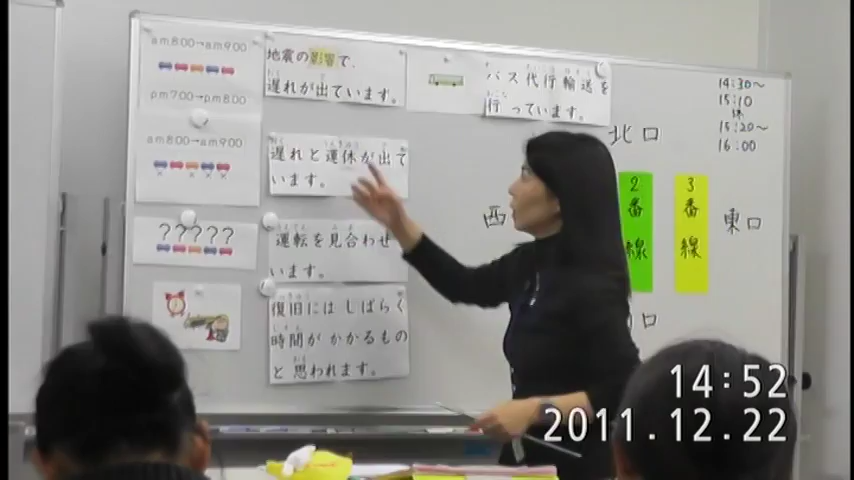 am8:00→am9:00
pm7:00→pm8:00
am8:00→am9:00
?????
地震の影響で、
遅れが出ています。
遅れと運休が出て
います。
運転を見合わせ
います。
復旧には しばらく
時間が かかるもの
と 思われます。
バス代行輸送を
行っています。
14:30〜
15:10
休
15:20〜
16:00
北口
西
2番線
3番線
東口
口
14:52
2011.12.22